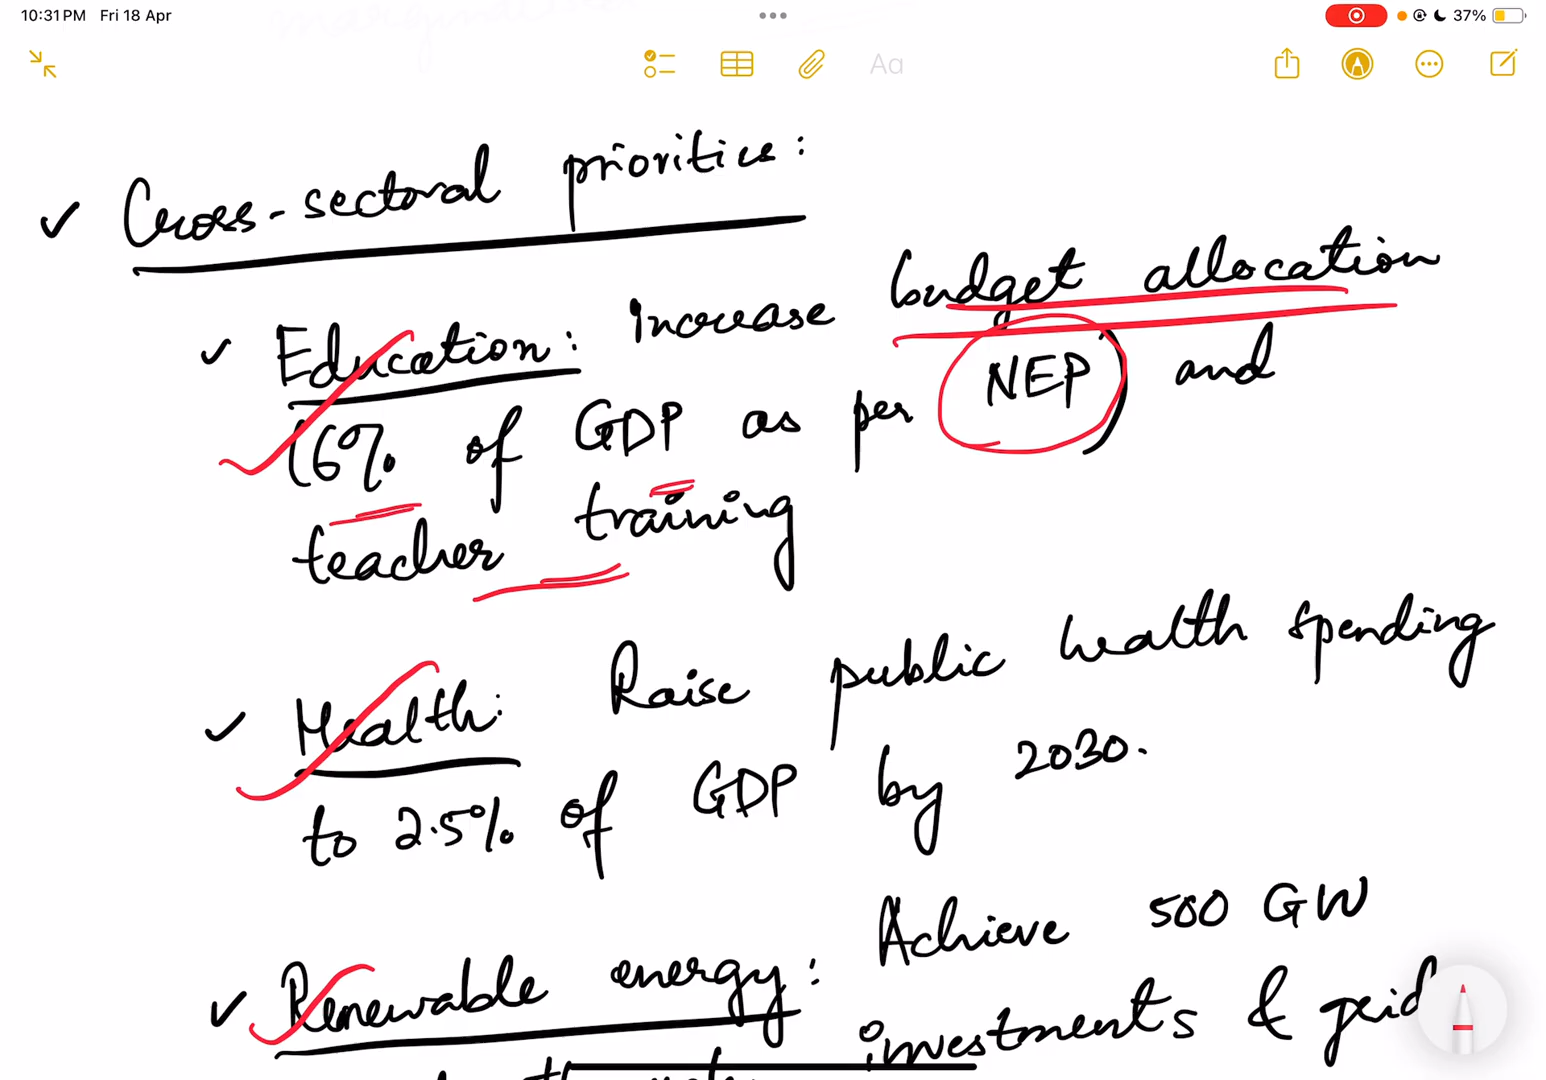 10:31 PM Fri 18 Apr
37%
Aa
✓ Cross-sectoral priorities:
✓ Education: Increase budget allocation
(6% of GDP as per NEP) and
teacher training
✓ Health: Raise public health spending
to 2.5% of GDP by 2030.
✓ Renewable energy: Achieve 500 GW
investments & grid